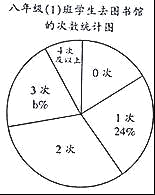 八年级(1)班学生去图书馆
的次数统计图
4次
及以上
0次
3次
b%
1次
24%
2次